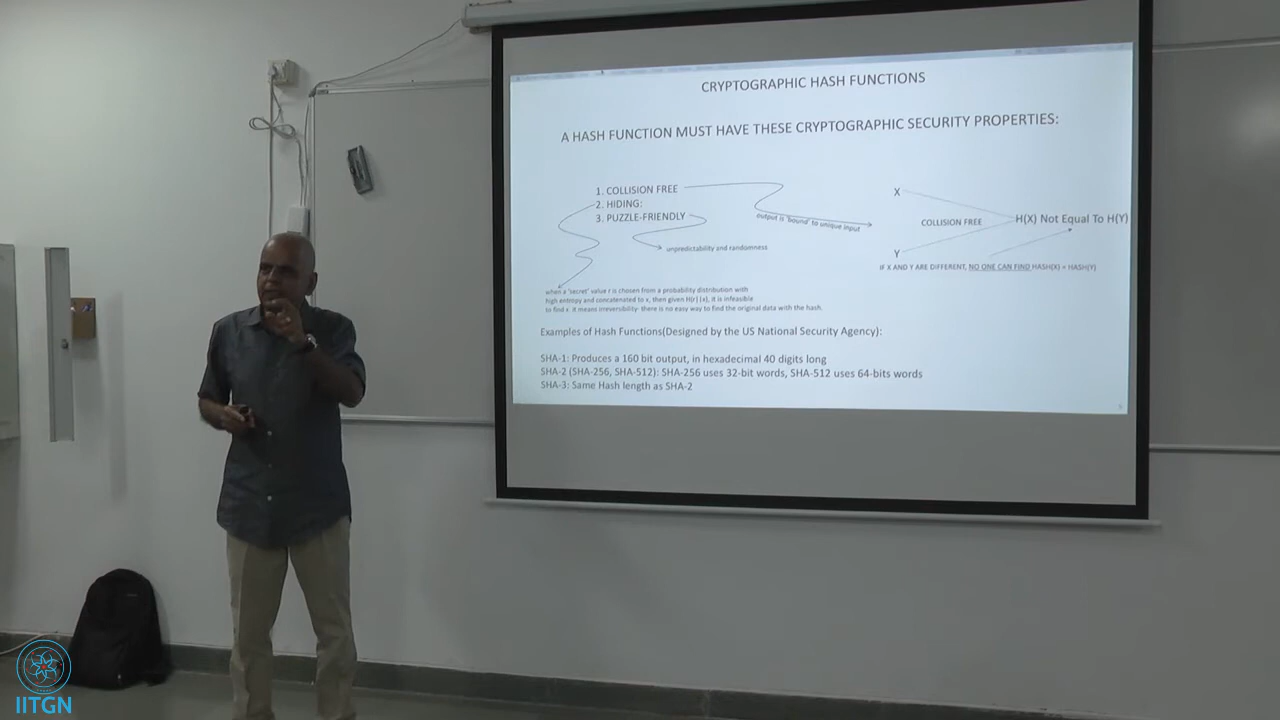 CRYPTOGRAPHIC HASH FUNCTIONS
A HASH FUNCTION MUST HAVE THESE CRYPTOGRAPHIC SECURITY PROPERTIES:
1. COLLISION FREE
2. HIDING:
3. PUZZLE-FRIENDLY
output is 'bound' to unique input
unpredictability and randomness
X
COLLISION FREE
H(X) Not Equal To H(Y)
Y
IF X AND Y ARE DIFFERENT, NO ONE CAN FIND HASH(X) = HASH(Y)
when a 'secret' value r is chosen from a probability distribution with
high entropy and concatenated to x, then given H(r||x), it is infeasible
to find x. it means irreversibility- there is no easy way to find the original data with the hash.
Examples of Hash Functions(Designed by the US National Security Agency):
SHA-1: Produces a 160 bit output, in hexadecimal 40 digits long
SHA-2 (SHA-256, SHA-512): SHA-256 uses 32-bit words, SHA-512 uses 64-bits words
SHA-3: Same Hash length as SHA-2
IITGN